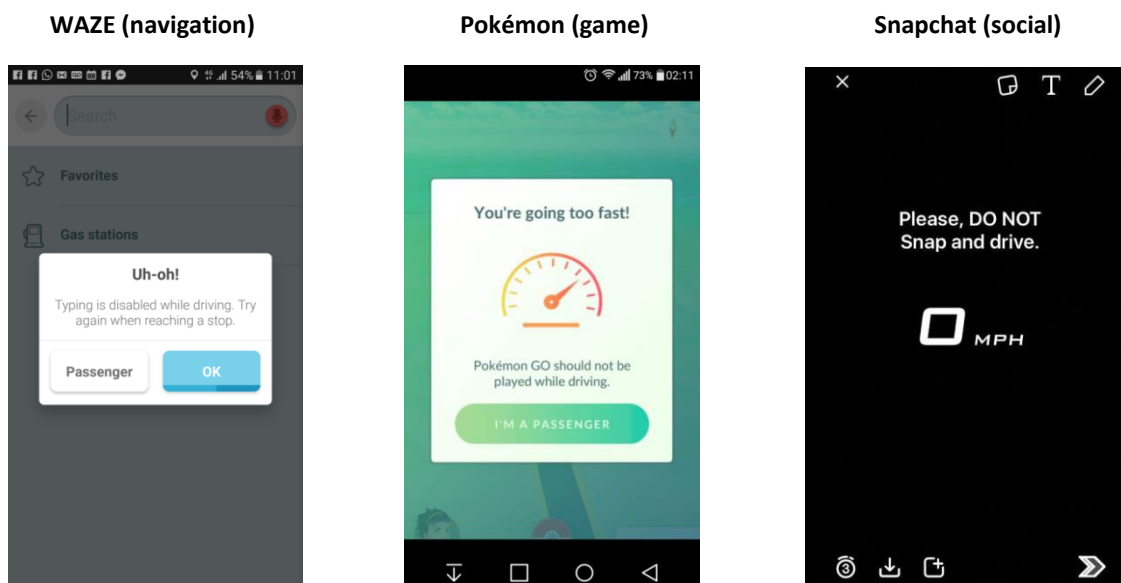 WAZE (navigation)
Pokémon (game)
Snapchat (social)
54% 11:01
Search
Favorites
Gas stations
Uh-oh!
Typing is disabled while driving. Try
again when reaching a stop.
Passenger
OK
73% 02:11
You're going too fast!
Pokémon GO should not be
played while driving.
I'M A PASSENGER
T
Please, DO NOT
Snap and drive.
0 MPH
3